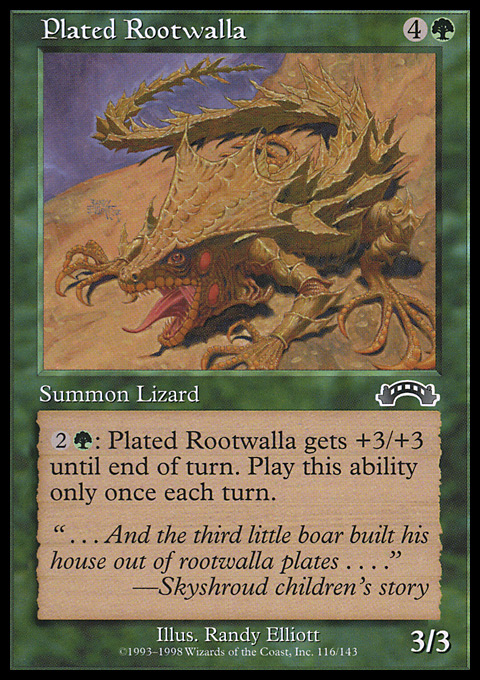 Plated Rootwalla 4
Summon Lizard
2 : Plated Rootwalla gets +3/+3
until end of turn. Play this ability
only once each turn.
“ . . . And the third little boar built his
house out of rootwalla plates . . . .”
—Skyshroud children’s story
Illus. Randy Elliott
©1993–1998 Wizards of the Coast, Inc. 116/143
3/3